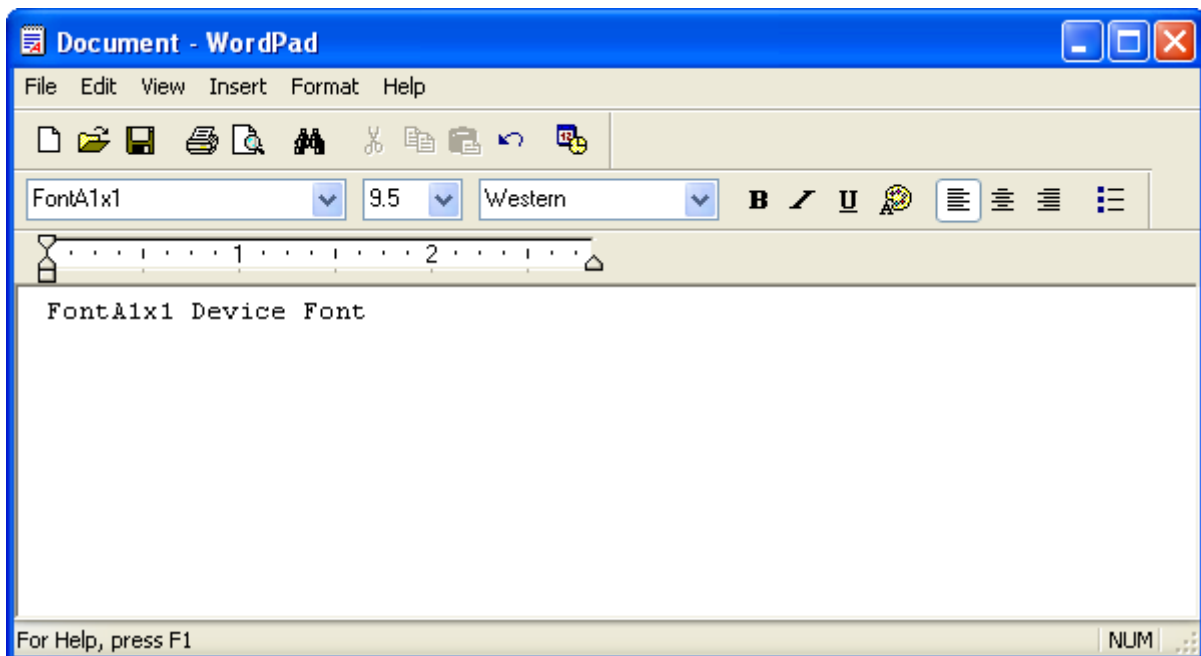 Document - WordPad
File Edit View Insert Format Help
FontA1x1 9.5 Western B U
1 2
FontA1x1 Device Font
For Help, press F1 NUM